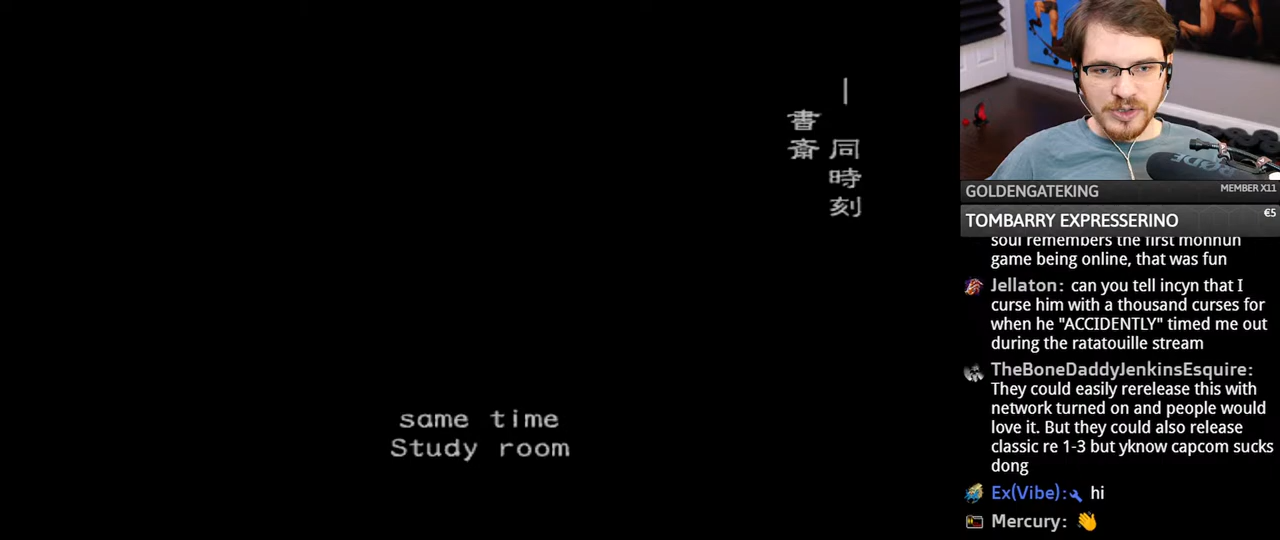 ― 同時刻
書斎
same time
Study room
GOLDENGATEKING
MEMBER X11
TOMBARRY EXPRESSERINO
€5
soul remembers the first monhun
game being online, that was fun
Jellaton: can you tell incyn that I
curse him with a thousand curses for
when he "ACCIDENTLY" timed me out
during the ratatouille stream
TheBoneDaddyJenkinsEsquire:
They could easily rerelease this with
network turned on and people would
love it. But they could also release
classic re 1-3 but yknow capcom sucks
dong
Ex(Vibe): hi
Mercury: 👋
RØDE